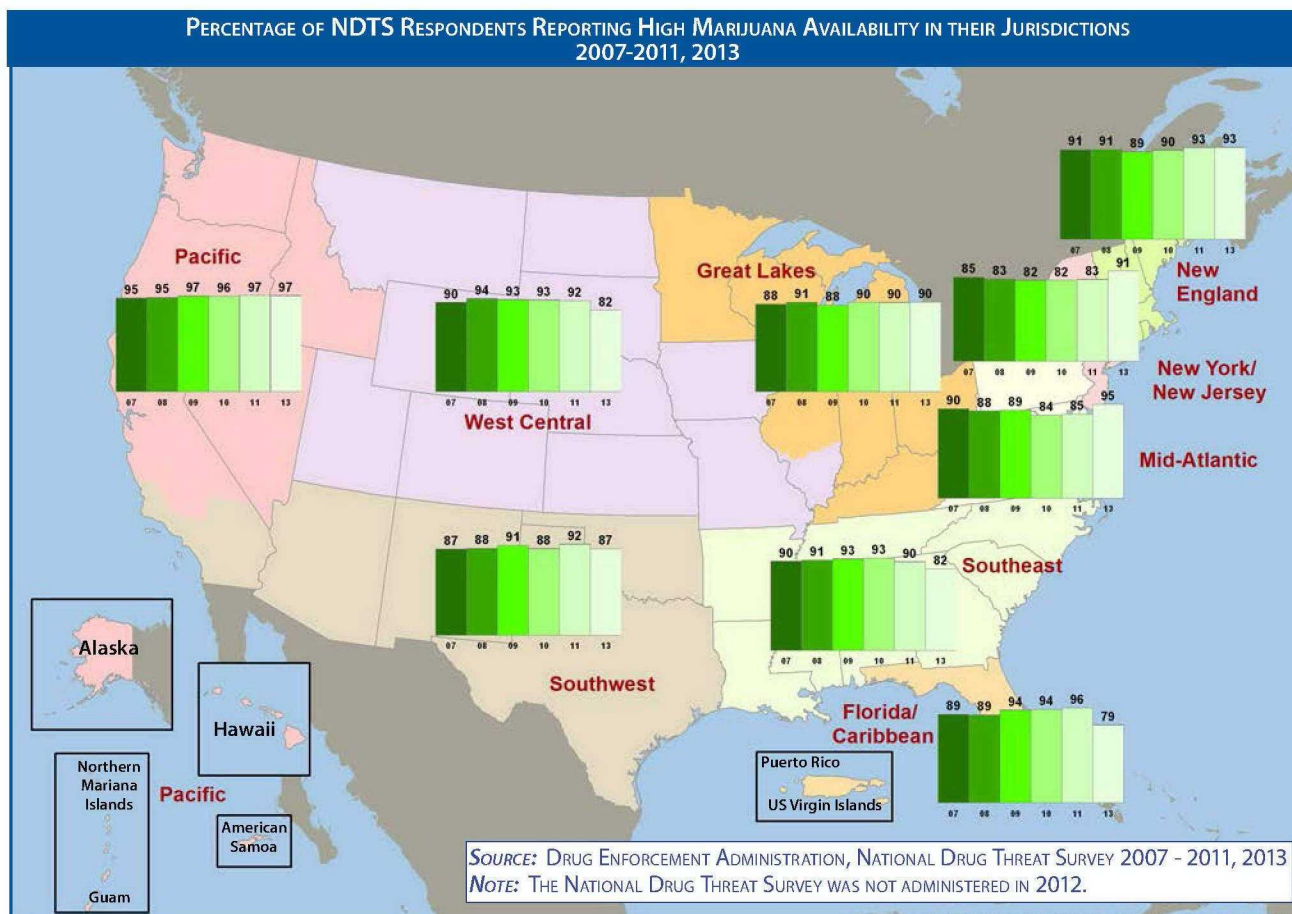 PERCENTAGE OF NDTS RESPONDENTS REPORTING HIGH MARIJUANA AVAILABILITY IN THEIR JURISDICTIONS
2007-2011, 2013
91 91 89 90 93 93
07 08 09 10 11 13
New
England
Pacific
95 95 97 96 97 97
07 08 09 10 11 13
90 94 93 93 92 82
07 08 09 10 11 13
West Central
Great Lakes
88 91 88 90 90 90
07 08 09 10 11 13
85 83 82 82 83 91
07 08 09 10 11 13
New York/
New Jersey
90 88 89 84 85 95
07 08 09 10 11 13
Mid-Atlantic
87 88 91 88 92 87
07 08 09 10 11 13
Southwest
90 91 93 93 90 82
07 08 09 10 11 13
Southeast
89 89 94 94 96 79
07 08 09 10 11 13
Florida/
Caribbean
Alaska
Hawaii
Northern
Mariana
Islands
Guam
Pacific
American
Samoa
Puerto Rico
US Virgin Islands
SOURCE: DRUG ENFORCEMENT ADMINISTRATION, NATIONAL DRUG THREAT SURVEY 2007 - 2011, 2013
NOTE: THE NATIONAL DRUG THREAT SURVEY WAS NOT ADMINISTERED IN 2012.